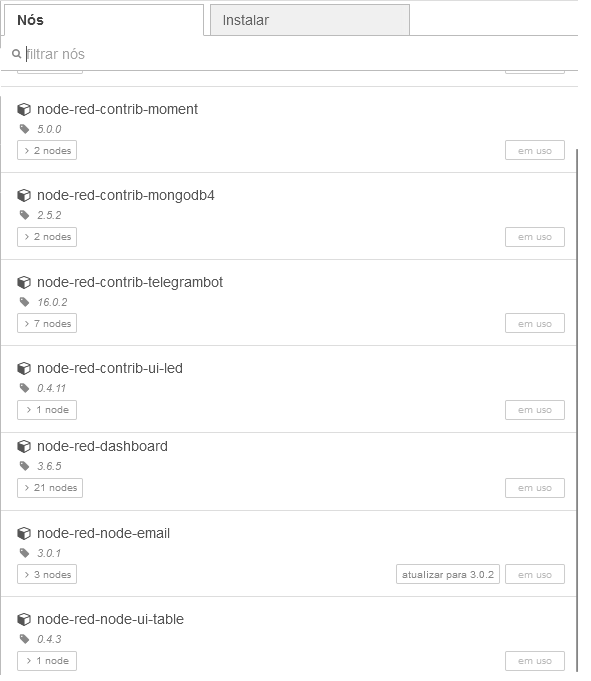 Nós
Instalar
filtrar nós
node-red-contrib-moment
5.0.0
2 nodes
em uso
node-red-contrib-mongodb4
2.5.2
2 nodes
em uso
node-red-contrib-telegrambot
16.0.2
7 nodes
em uso
node-red-contrib-ui-led
0.4.11
1 node
em uso
node-red-dashboard
3.6.5
21 nodes
em uso
node-red-node-email
3.0.1
3 nodes
atualizar para 3.0.2
em uso
node-red-node-ui-table
0.4.3
1 node
em uso